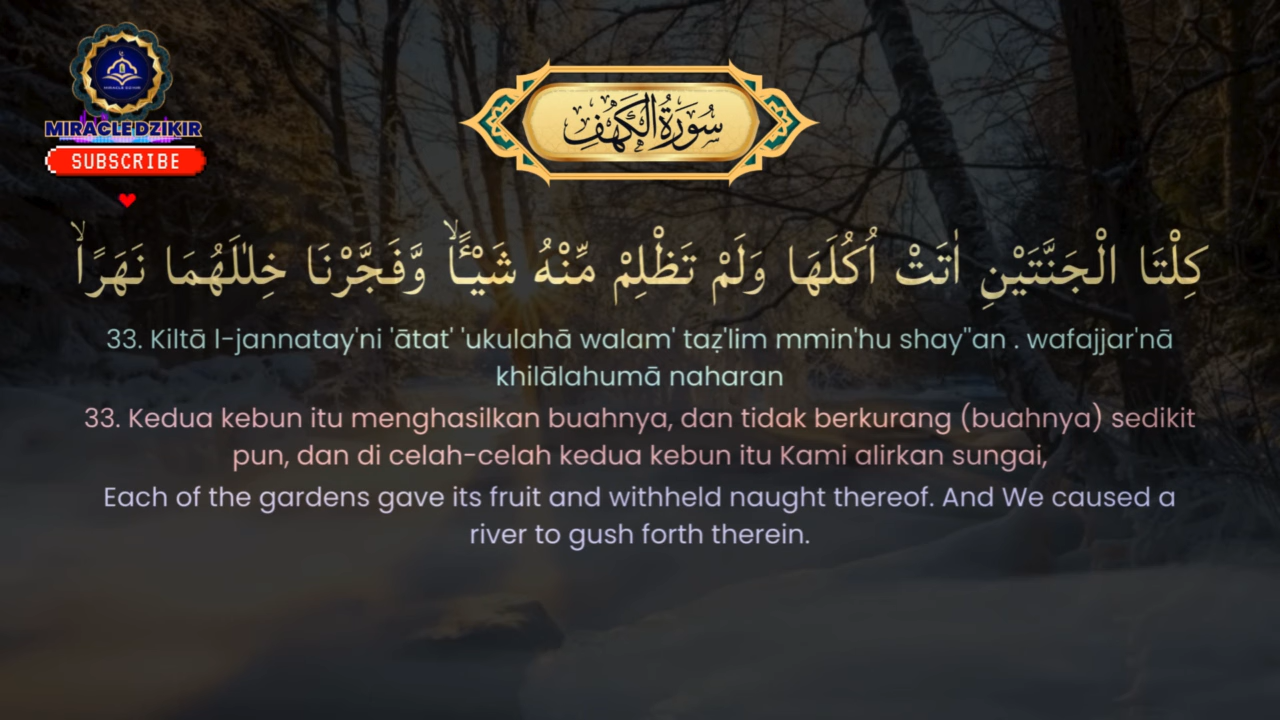 MIRACLE DZIKIR
MIRACLEDZIKIR
SUBSCRIBE
سُوْرَةُ الْكَهْفِ
كِلْتَا الْجَنَّتَيْنِ اٰتَتْ اُكُلَهَا وَلَمْ تَظْلِمْ مِّنْهُ شَيْـًٔاۙ وَّفَجَّرْنَا خِلٰلَهُمَا نَهَرًاۙ
33. Kiltā l-jannatay'ni 'ātat' 'ukulahā walam' taẓ'lim mmin'hu shay''an . wafajjar'nā
khilālahumā naharan
33. Kedua kebun itu menghasilkan buahnya, dan tidak berkurang (buahnya) sedikit
pun, dan di celah-celah kedua kebun itu Kami alirkan sungai,
Each of the gardens gave its fruit and withheld naught thereof. And We caused a
river to gush forth therein.